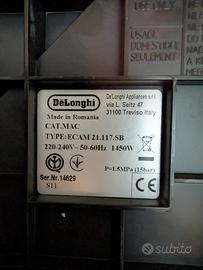 DeLonghi
DeLonghi Appliances s.r.l.
via L. Seitz 47
31100 Treviso Italy
Made in Romania
CAT.MAC
TYPE:ECAM 21.117.SB
220-240V~ 50-60Hz 1450W
P=1.5MPa (15bar)
Ser.Nr.14629
S11
CE
USAGE
DOMESTIQUE
SEULEMENT
subito